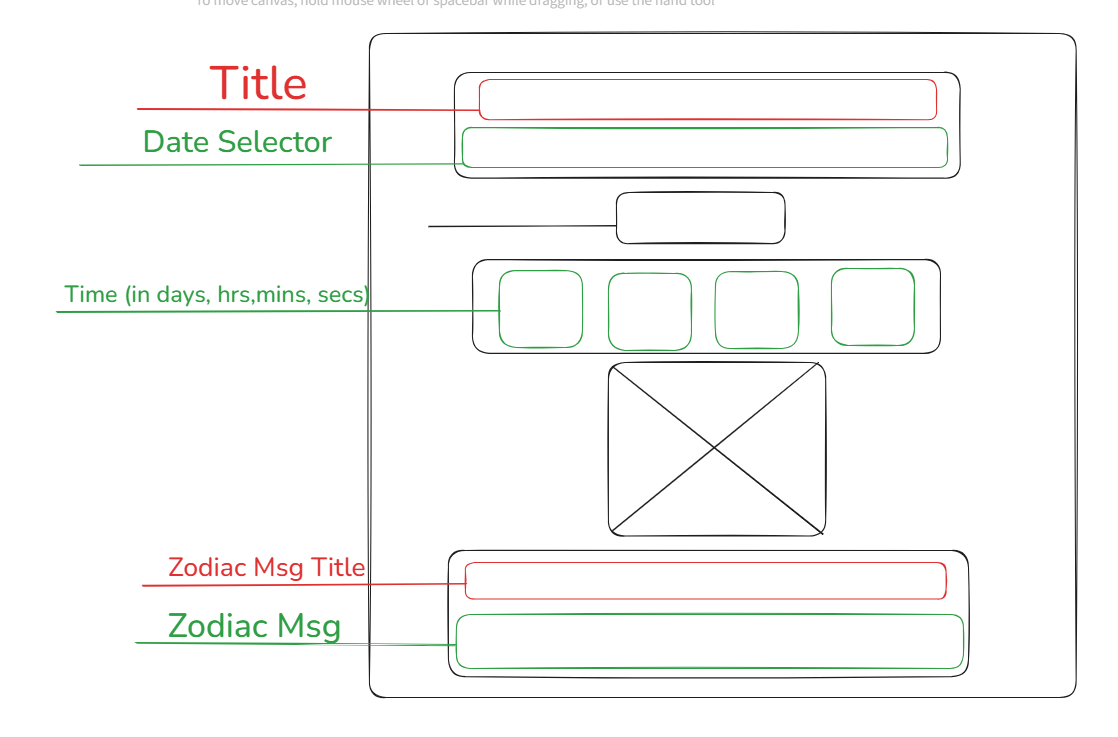 To move canvas, hold mouse wheel or spacebar while dragging, or use the hand tool
Title
Date Selector
Time (in days, hrs,mins, secs)
Zodiac Msg Title
Zodiac Msg